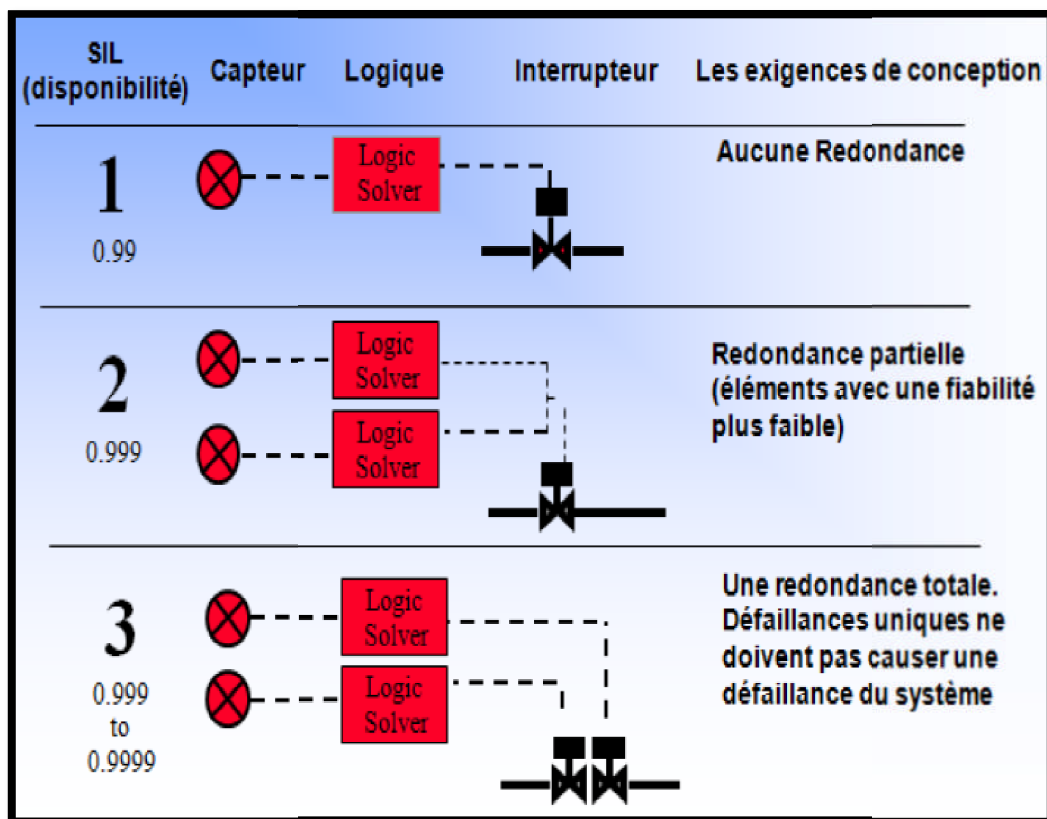 SIL
(disponibilité)
Capteur
Logique
Interrupteur
Les exigences de conception
1
0.99
Logic
Solver
Aucune Redondance
2
0.999
Logic
Solver
Logic
Solver
Redondance partielle
(éléments avec une fiabilité
plus faible)
3
0.999
to
0.9999
Logic
Solver
Logic
Solver
Une redondance totale.
Défaillances uniques ne
doivent pas causer une
défaillance du système